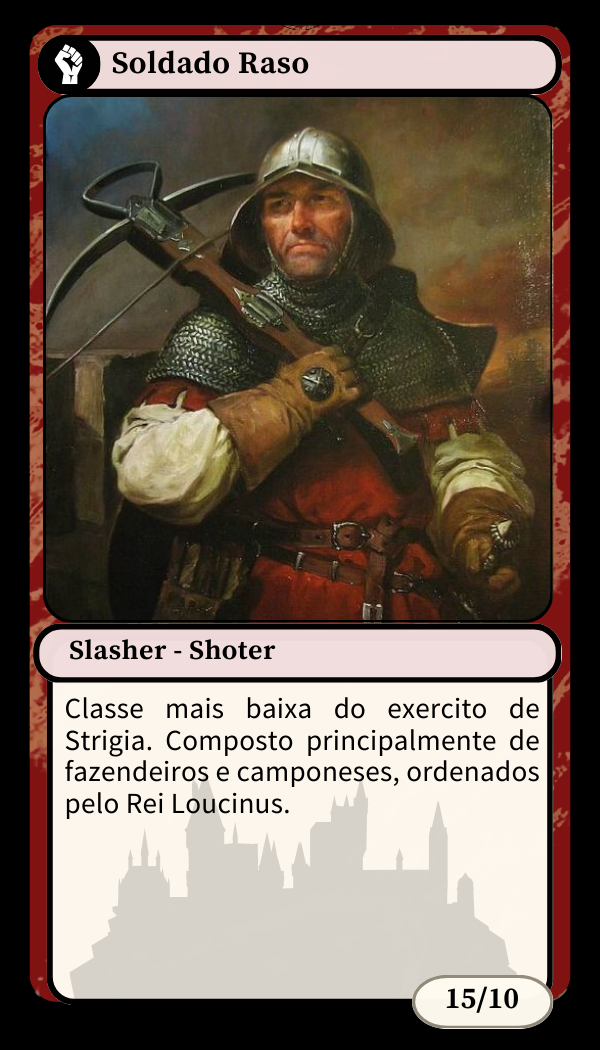 Soldado Raso
Slasher - Shoter
Classe mais baixa do exercito de
Strigia. Composto principalmente de
fazendeiros e camponeses, ordenados
pelo Rei Loucinus.
15/10